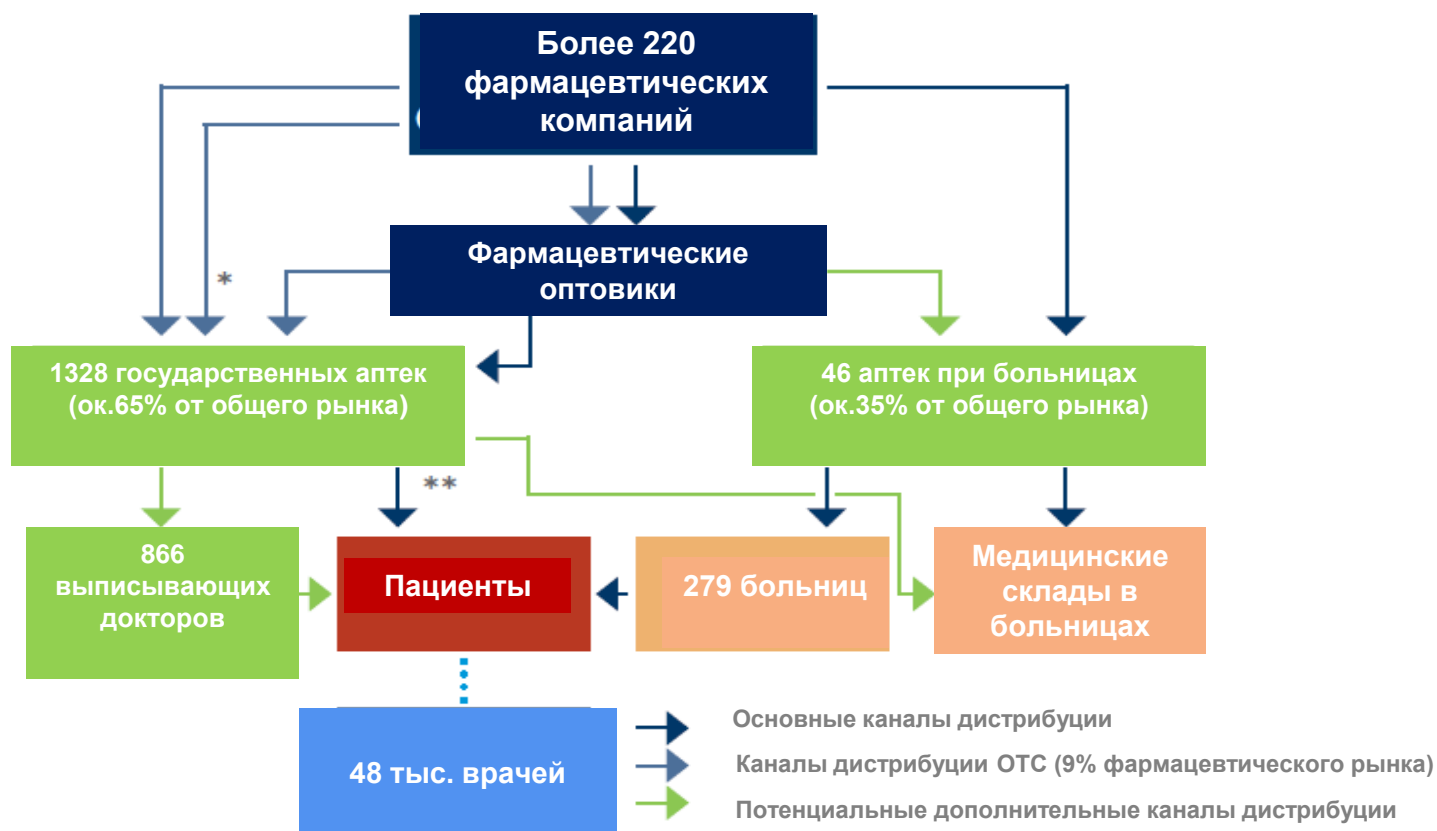 Более 220
фармацевтических
компаний
Фармацевтические
оптовики
*
1328 государственных аптек
(ок.65% от общего рынка)
46 аптек при больницах
(ок.35% от общего рынка)
**
866
выписывающих
докторов
Пациенты
279 больниц
Медицинские
склады в
больницах
48 тыс. врачей
Основные каналы дистрибуции
Каналы дистрибуции ОТС (9% фармацевтического рынка)
Потенциальные дополнительные каналы дистрибуции